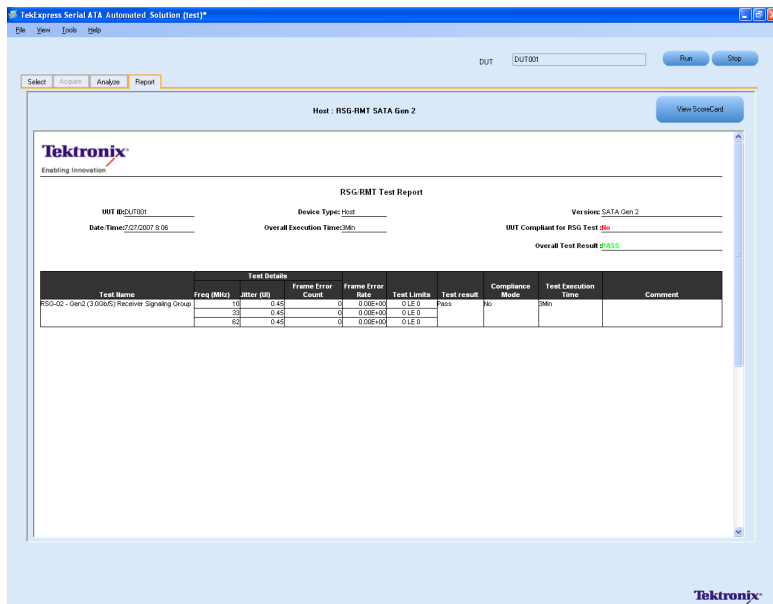 TekExpress Serial ATA Automated Solution (test)*
File View Tools Help
DUT DUT001 Run Stop
Select Acquire Analyze Report
Host : RSG-RMT SATA Gen 2 View ScoreCard
Tektronix
Enabling Innovation
RSG/RMT Test Report
UUT ID:DUT001 Device Type: Host Version: SATA Gen 2
Date/Time:7/27/2007 8:06 Overall Execution Time:3Min UUT Compliant for RSG Test :No
Overall Test Result :PASS
Test Details
Test Name Freq (MHz) Jitter (UI) Frame Error Count Frame Error Rate Test Limits Test result Compliance Mode Test Execution Time Comment
RSG-02 - Gen2 (3.0Gb/S) Receiver Signaling Group 10 0.45 0 0.00E+00 0 LE 0 Pass No 3Min
33 0.45 0 0.00E+00 0 LE 0
62 0.45 0 0.00E+00 0 LE 0
Tektronix